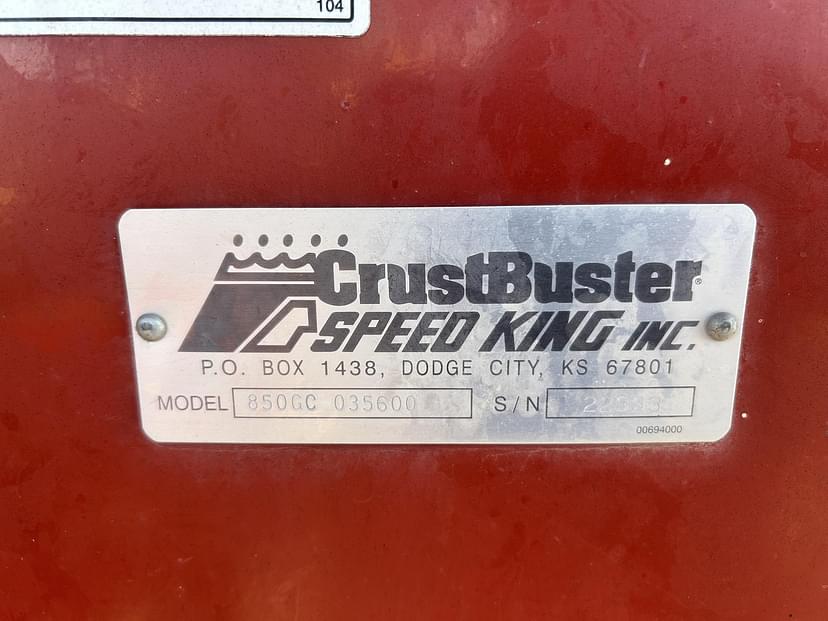 104
CrustBuster®
SPEED KING INC.
P.O. BOX 1438, DODGE CITY, KS 67801
MODEL 850GC 035600 S/N
00694000